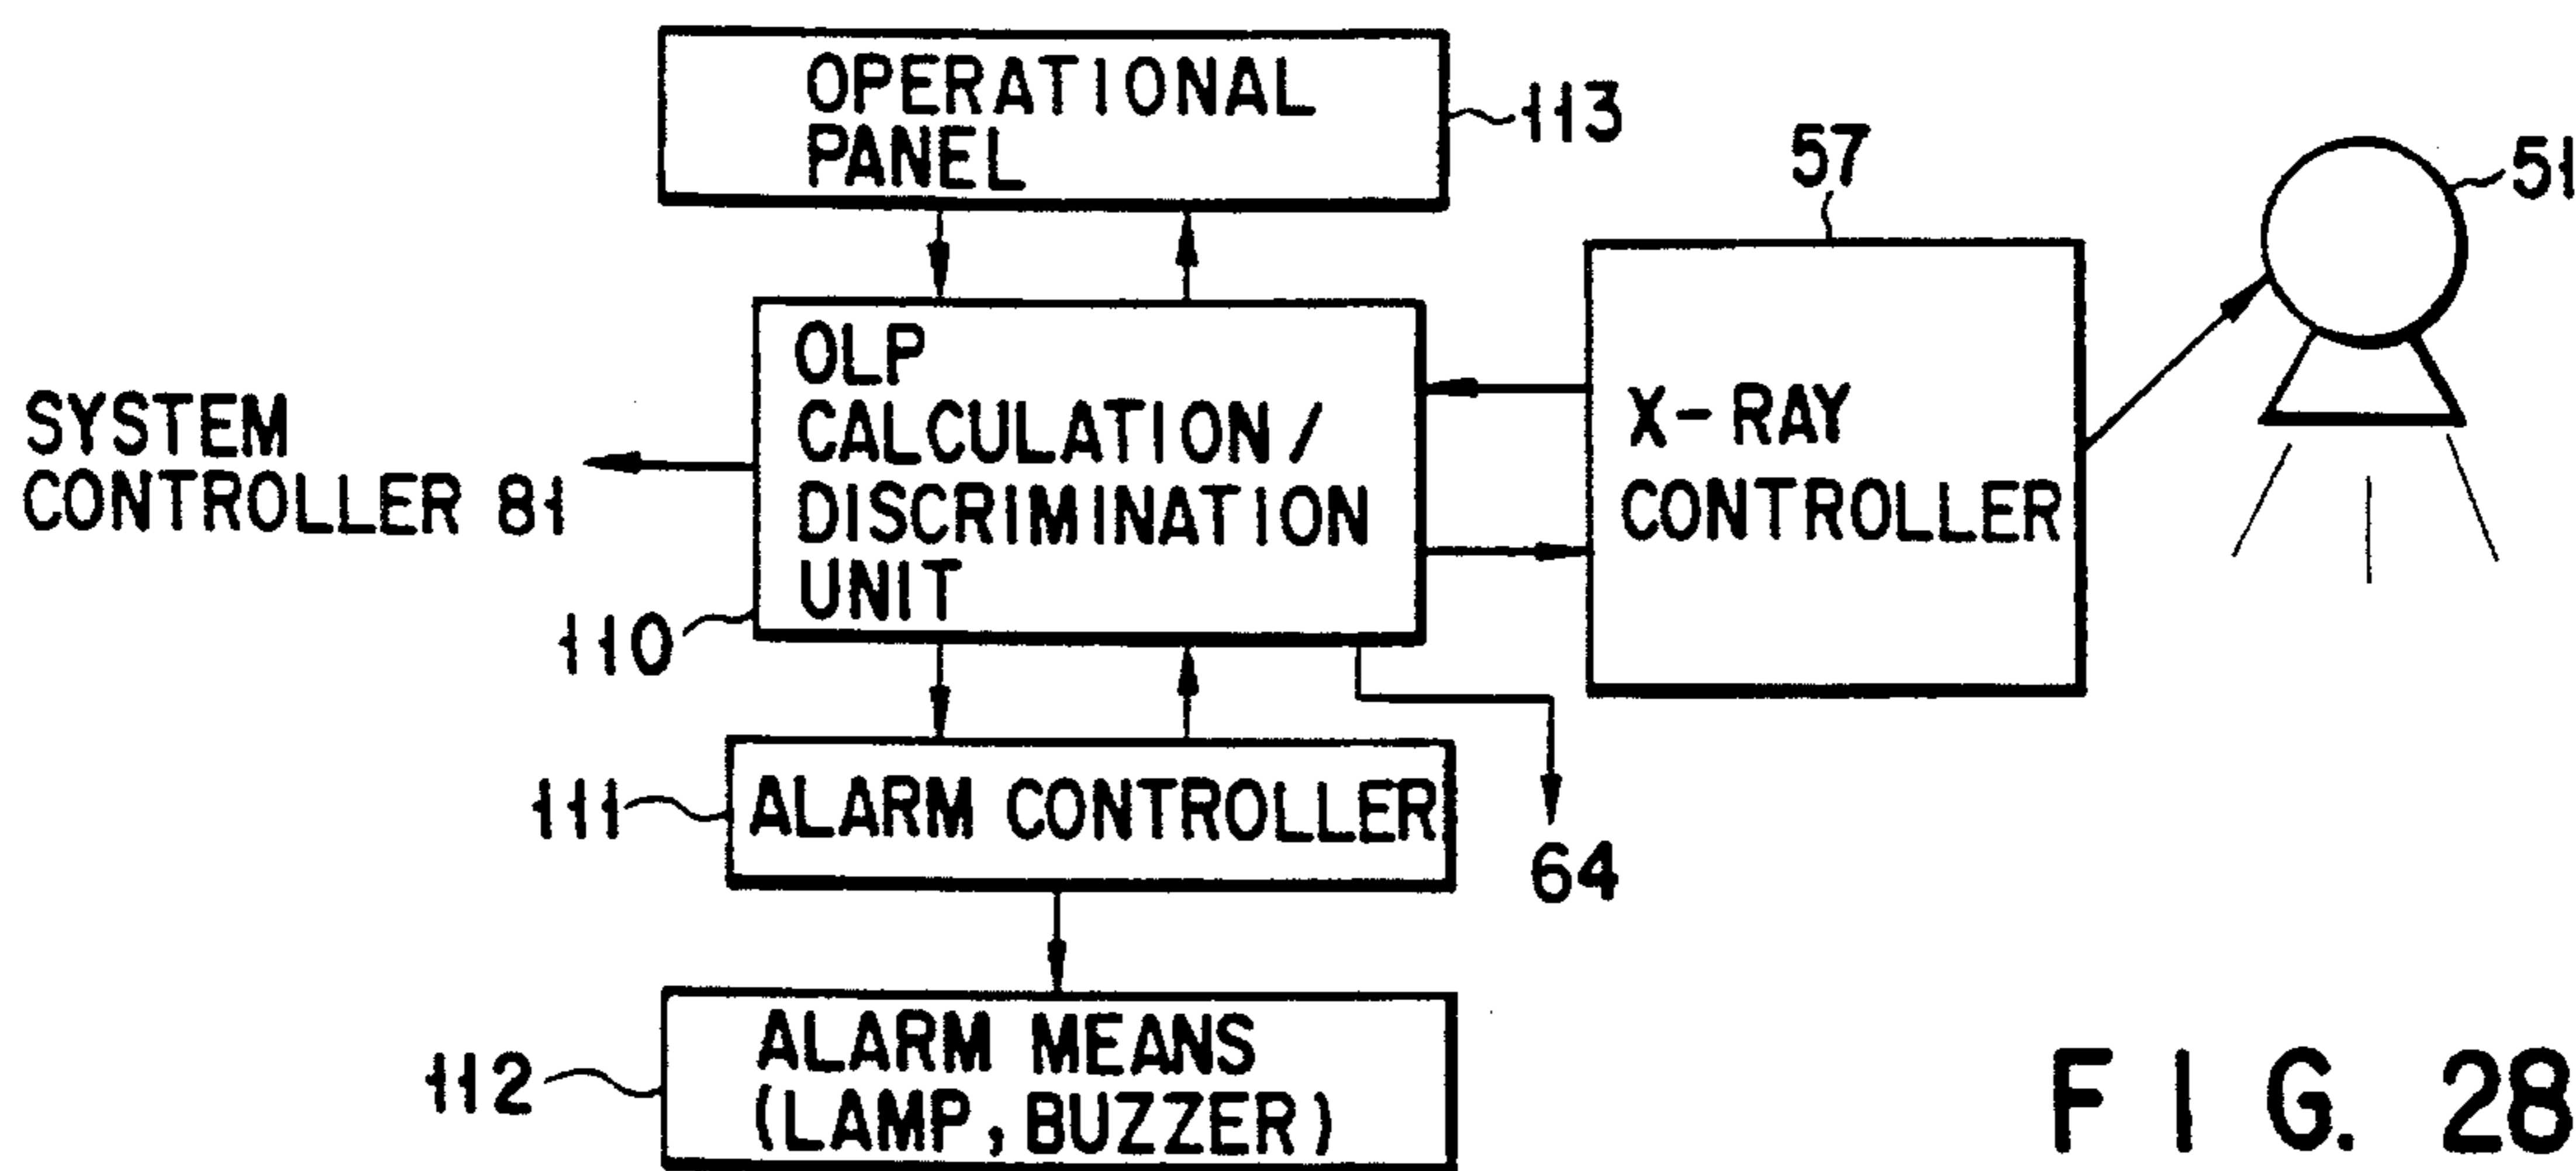 OPERATIONAL
PANEL
113
57
51
OLP
CALCULATION/
DISCRIMINATION
UNIT
X-RAY
CONTROLLER
SYSTEM
CONTROLLER 81
110
111
ALARM CONTROLLER
64
112
ALARM MEANS
(LAMP, BUZZER)
FIG. 28